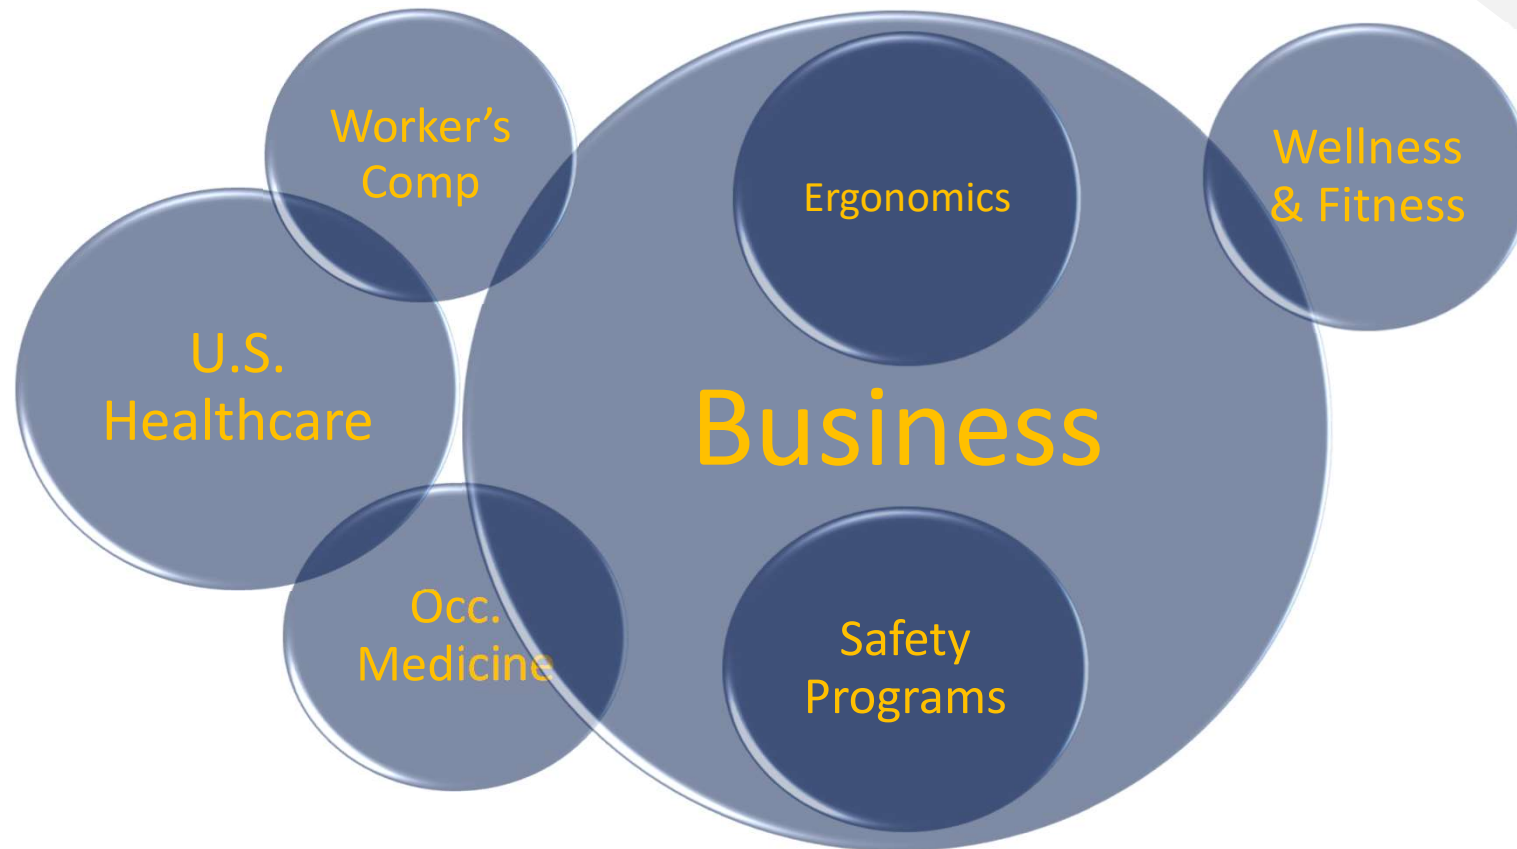 Worker’s
Comp
Ergonomics
Wellness
& Fitness
U.S.
Healthcare
Business
Occ.
Medicine
Safety
Programs